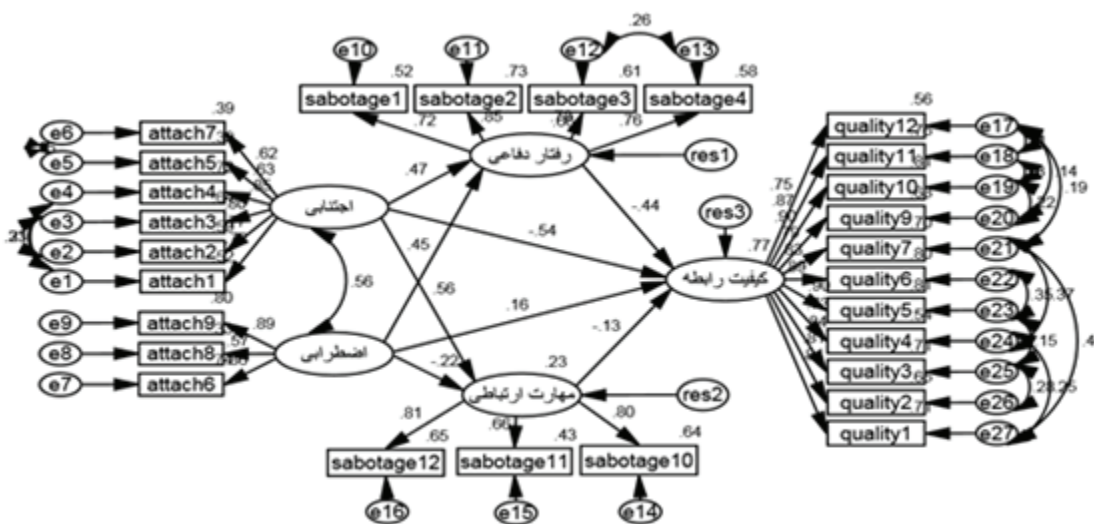 e10
e11
.26
e12
e13
.52
.73
.61
.58
sabotage1
sabotage2
sabotage3
sabotage4
.72
.85
.76
رفتار دفاعی
res1
.39
e6
attach7
e5
attach5
e4
attach4
e3
attach3
e2
attach2
e1
attach1
.62
.63
اجتنابی
.56
.80
e9
attach9
e8
attach8
e7
attach6
.89
.57
اضطرابی
.47
.45
.56
-.54
.16
-.22
-.44
-.13
res3
.77
کیفیت رابطه
.23
مهارت ارتباطی
res2
.81
.66
.80
.65
.43
.64
sabotage12
sabotage11
sabotage10
e16
e15
e14
.56
quality12
e17
quality11
e18
quality10
e19
quality9
e20
quality7
e21
quality6
e22
quality5
e23
quality4
e24
quality3
e25
quality2
e26
quality1
e27
.75
.87
.90
.14
.19
.22
.35
.37
.15
.4
.28
.25